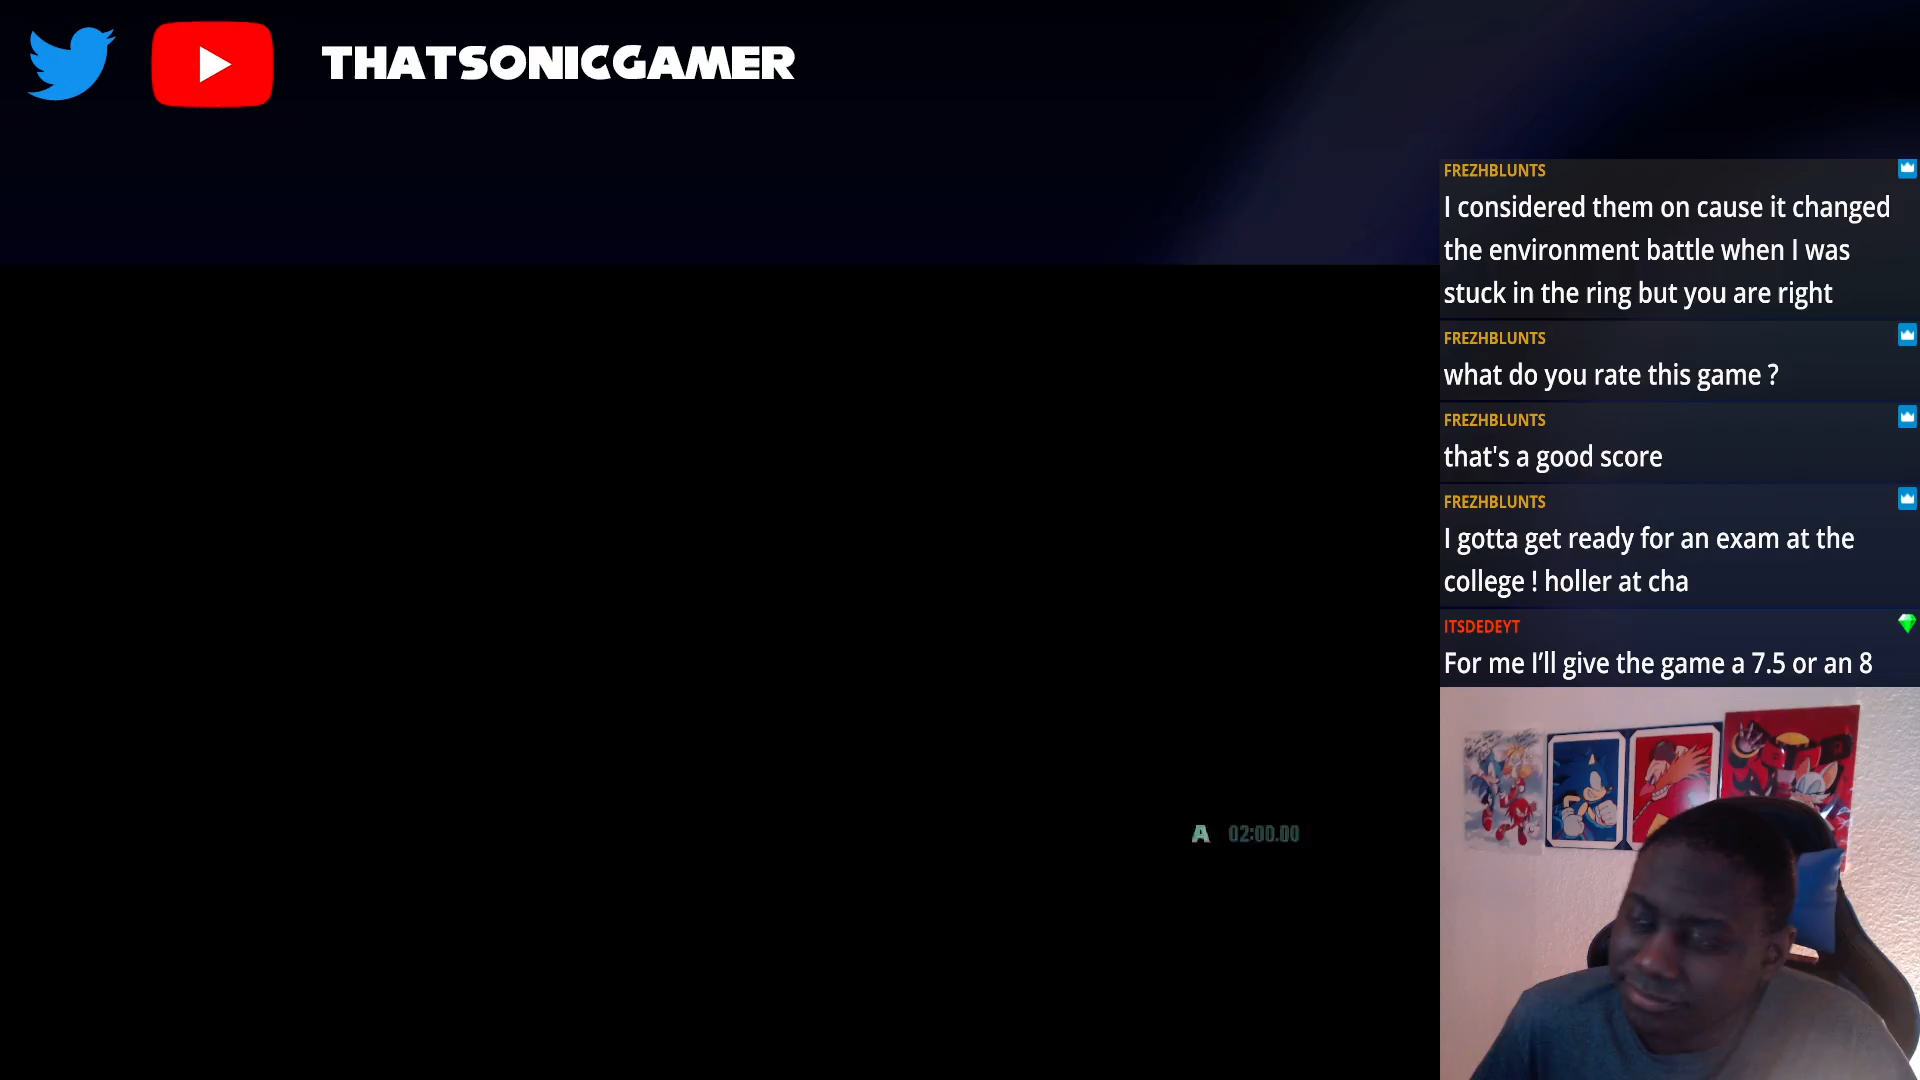 THATSONICGAMER
FREZHBLUNTS
I considered them on cause it changed
the environment battle when I was
stuck in the ring but you are right
FREZHBLUNTS
what do you rate this game ?
FREZHBLUNTS
that's a good score
FREZHBLUNTS
I gotta get ready for an exam at the
college ! holler at cha
ITSDEDEYT
For me I’ll give the game a 7.5 or an 8
A 02:00.00